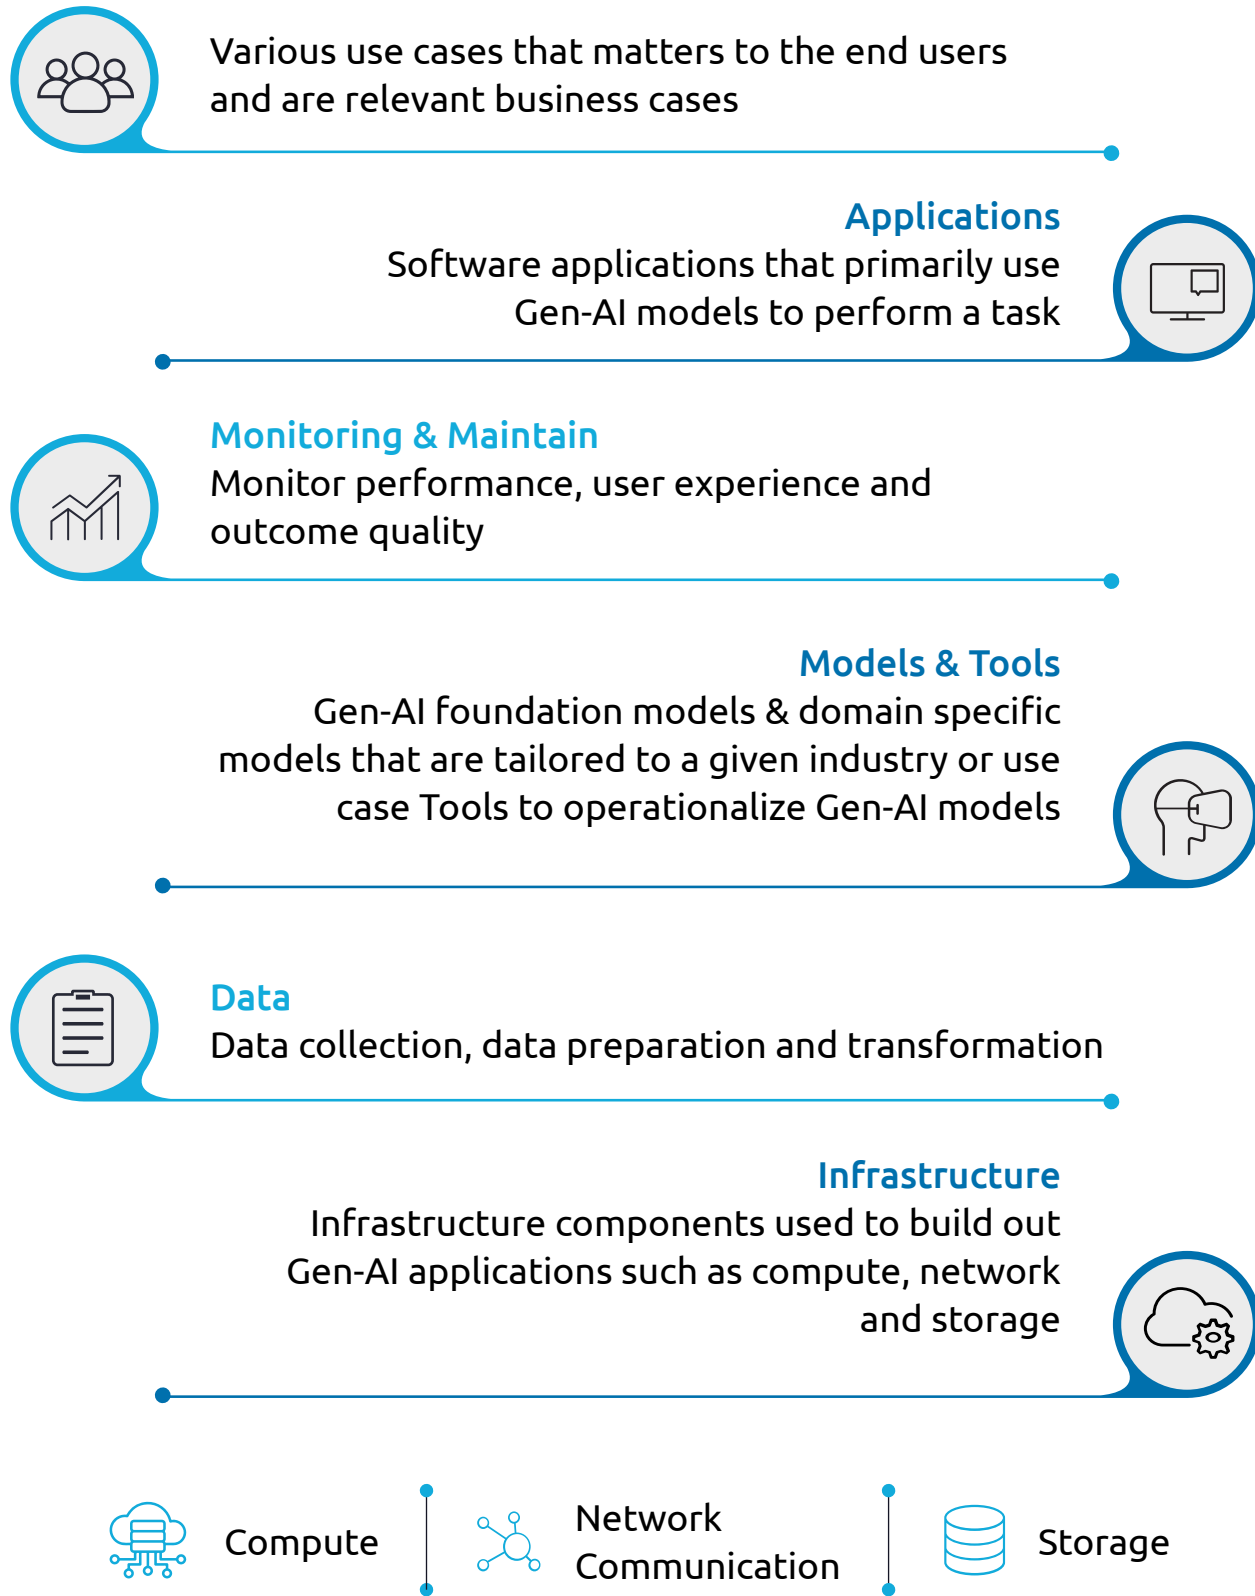 Various use cases that matters to the end users
and are relevant business cases
Applications
Software applications that primarily use
Gen-AI models to perform a task
Monitoring & Maintain
Monitor performance, user experience and
outcome quality
Models & Tools
Gen-AI foundation models & domain specific
models that are tailored to a given industry or use
case Tools to operationalize Gen-AI models
Data
Data collection, data preparation and transformation
Infrastructure
Infrastructure components used to build out
Gen-AI applications such as compute, network
and storage
Compute
Network
Communication
Storage